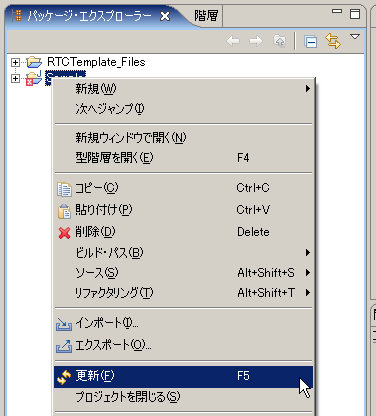 パッケージ・エクスプローラー 階層
RTCTemplate_Files
新規(W)
次へジャンプ(I)
新規ウィンドウで開く(N)
型階層を開く(E) F4
コピー(C) Ctrl+C
貼り付け(P) Ctrl+V
削除(D) Delete
ビルド・パス(B)
ソース(S) Alt+Shift+S
リファクタリング(T) Alt+Shift+T
インポート(I)...
エクスポート(O)...
更新(F) F5
プロジェクトを閉じる(S)